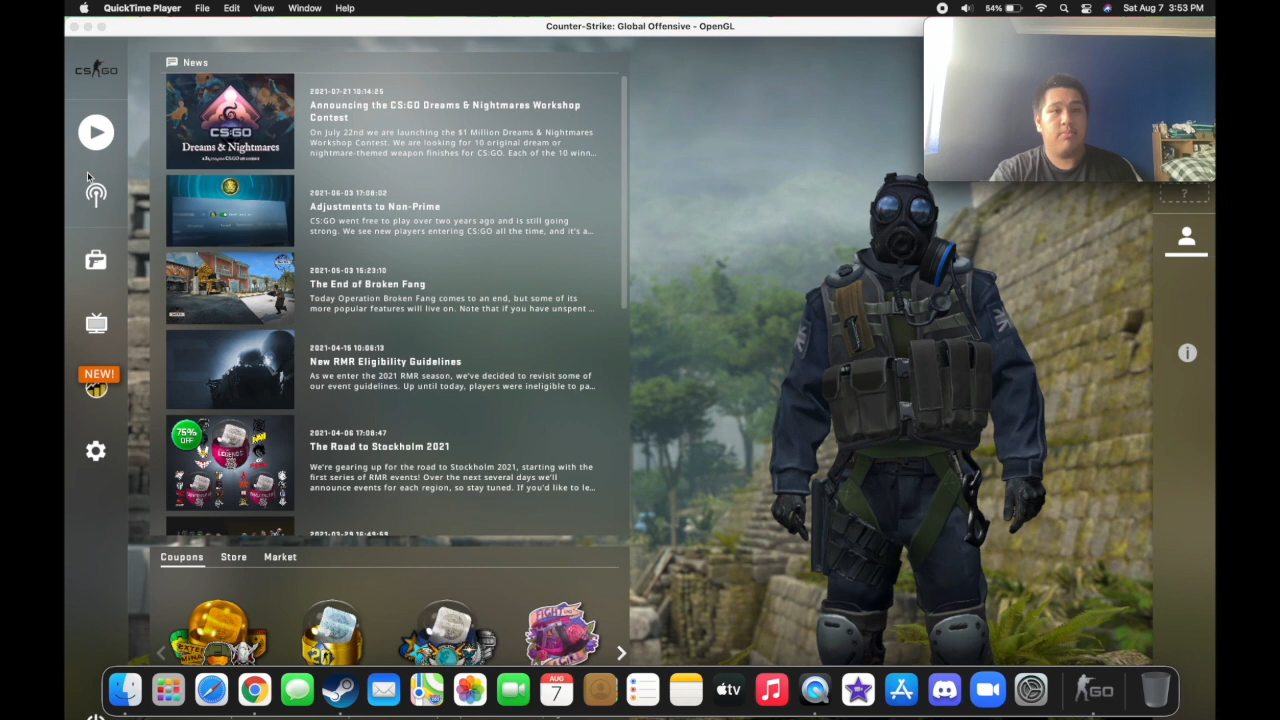 QuickTime Player File Edit View Window Help 54% Sat Aug 7 3:53 PM
Counter-Strike: Global Offensive - OpenGL
CS GO
News
2021-07-21 10:14:25
Announcing the CS:GO Dreams & Nightmares Workshop
Contest
On July 22nd we are launching the $1 Million Dreams & Nightmares
Workshop Contest. We are looking for 10 original dream or
nightmare-themed weapon finishes for CS:GO. Each of the 10 winn...
CS:GO
Dreams & Nightmares
2021-06-03 17:08:02
Adjustments to Non-Prime
CS:GO went free to play over two years ago and is still going
strong. We see new players entering CS:GO all the time, and it's a...
?
2021-05-03 15:23:10
The End of Broken Fang
Today Operation Broken Fang comes to an end, but some of its
more popular features will live on. Note that if you have unspent ...
2021-04-15 10:06:13
New RMR Eligibility Guidelines
As we enter the 2021 RMR season, we've decided to revisit some of
our event guidelines. Up until today, players were ineligible to pa...
NEW!
2021-04-06 17:08:47
The Road to Stockholm 2021
We're gearing up for the road to Stockholm 2021, starting with the
first series of RMR events! Over the next several days we'll
announce events for each region, so stay tuned. If you'd like to le...
75%
OFF
LEGENDS
2021-03-29 16:49:59
Coupons Store Market
FIGHT
20
EXTER
MINA
AUG
7
tv
GO